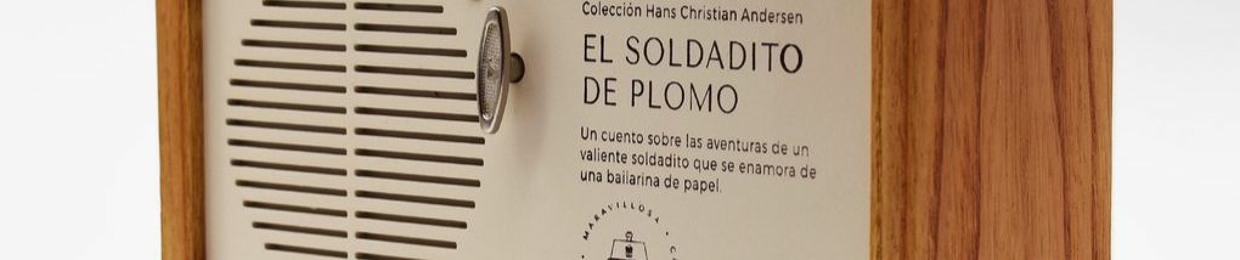 Colección Hans Christian Andersen
EL SOLDADITO
DE PLOMO
Un cuento sobre las aventuras de un
valiente soldadito que se enamora de
una bailarina de papel.
MARAVILLOSA